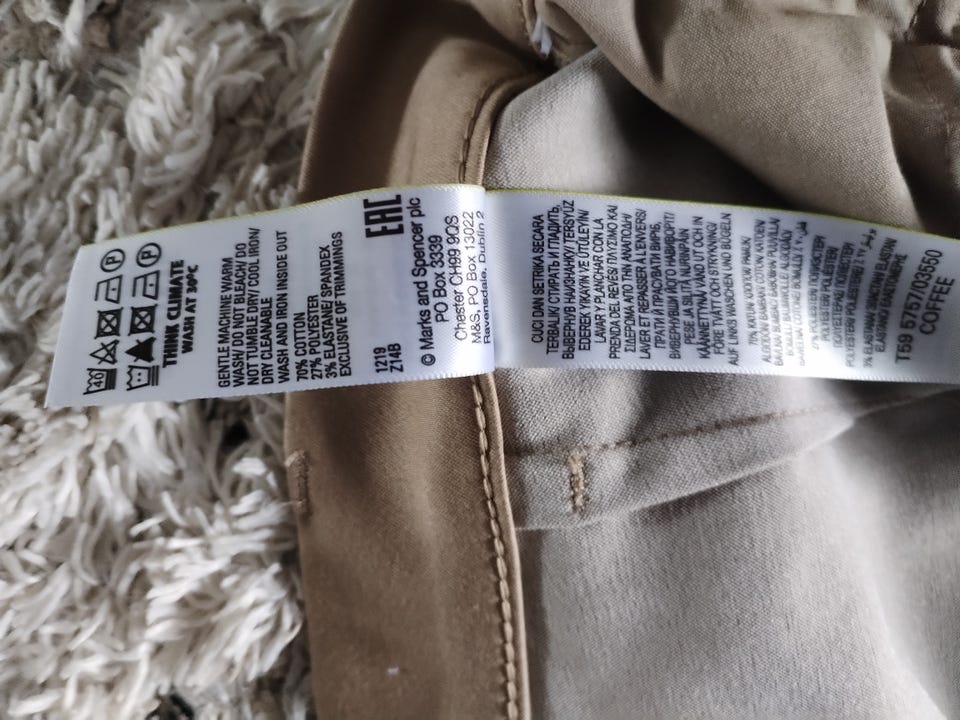 THINK CLIMATE
WASH AT 30ºC
GENTLE MACHINE WARM
WASH/ DO NOT BLEACH/ DO
NOT TUMBLE DRY/ COOL IRON/
DRY CLEANABLE
WASH AND IRON INSIDE OUT
70% COTTON
27% POLYESTER
3% ELASTANE/ SPANDEX
EXCLUSIVE OF TRIMMINGS
1219
Z14B
EAC
© Marks and Spencer plc
PO Box 3339
Chester CH99 9QS
M&S, PO Box 13022
Ravensdale, Dublin 2
CUCI DAN SETRIKA SECARA
TERBALIK/ СТИРАТЬ И ГЛАДИТЬ,
ВЫВЕРНУВ НАИЗНАНКУ/ TERSYÜZ
EDEREK YIKAYIN VE ÜTÜLEYİN/
LAVAR Y PLANCHAR CON LA
PRENDA DEL REVÉS/ ΠΛΥΣΙΜΟ ΚΑΙ
ΣΙΔΕΡΩΜΑ ΑΠΟ ΤΗΝ ΑΝΑΠΟΔΗ/
LAVER ET REPASSER A L'ENVERS/
ПРАТИ Й ПРАСУВАТИ ВИРІБ,
ВИВЕРНУВШИ ЙОГО НАВИВОРІТ/
PESE JA SILITÄ NURINPÄIN
KÄÄNNETTYNÄ/ VÄND UT OCH IN
FÖRE TVÄTT OCH STRYKNING/
AUF LINKS WASCHEN UND BÜGELN
T59 5757/03560
COFFEE